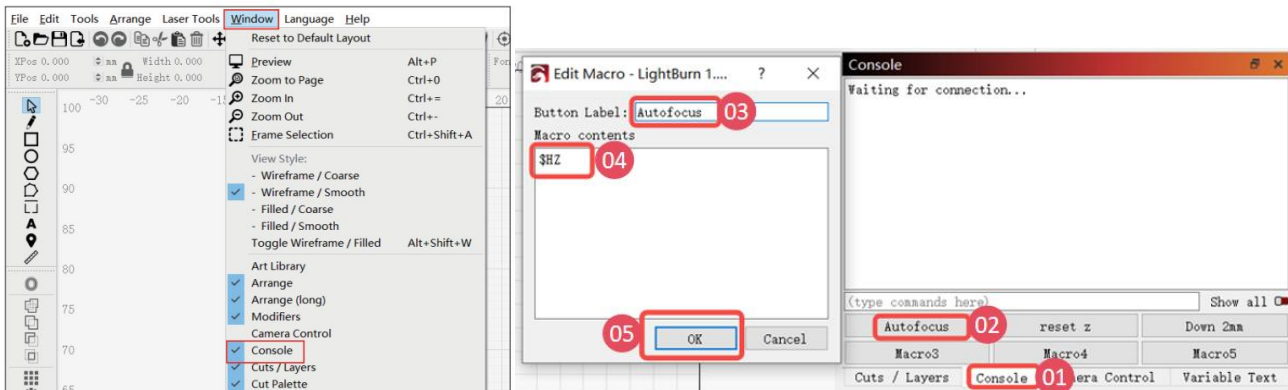 File Edit Tools Arrange Laser Tools Window Language Help
Reset to Default Layout
XPos 0.000 mm Width 0.000
YPos 0.000 mm Height 0.000
Preview Alt+P
Zoom to Page Ctrl+0
Zoom In Ctrl+=
Zoom Out Ctrl+-
Frame Selection Ctrl+Shift+A
View Style:
- Wireframe / Coarse
- Wireframe / Smooth
- Filled / Coarse
- Filled / Smooth
Toggle Wireframe / Filled Alt+Shift+W
Art Library
Arrange
Arrange (long)
Modifiers
Camera Control
Console
Cuts / Layers
Cut Palette
-30 -25 -20
100
95
90
85
80
75
70
65
20
Edit Macro - LightBurn 1.... ? ×
Button Label: Autofocus 03
Macro contents
$HZ 04
05 OK Cancel
Console
Waiting for connection...
(type commands here) Show all
Autofocus 02 reset z Down 2mm
Macro3 Macro4 Macro5
Cuts / Layers Console 01 Control Variable Text